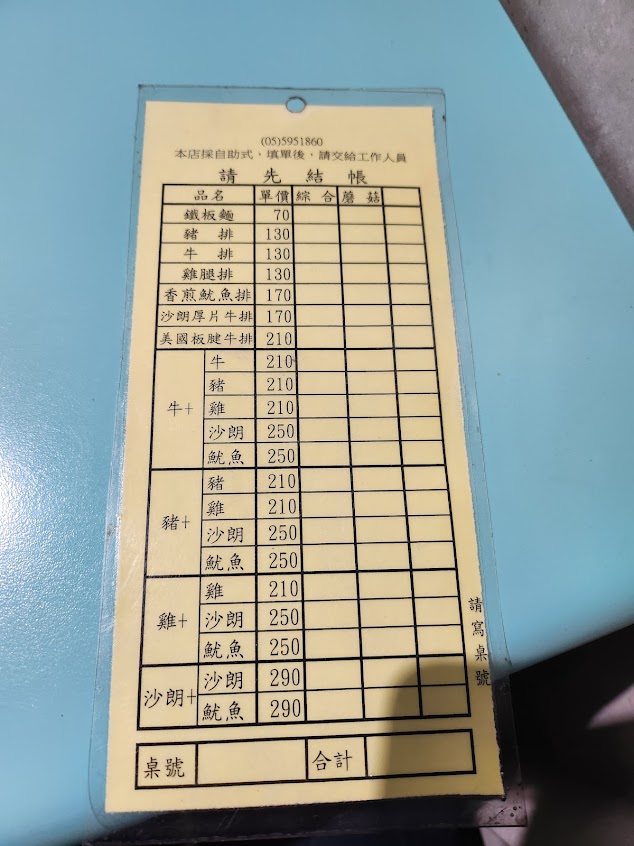 (05)5951860
本店採自助式、填單後、請交給工作人員
請先結帳
品名 單價 綜合 蘑菇
鐵板麵 70
豬排 130
牛排 130
雞腿排 130
香煎魷魚排 170
沙朗厚片牛排 170
美國板腱牛排 210
牛+ 牛 210
豬 210
雞 210
沙朗 250
魷魚 250
豬+ 豬 210
雞 210
沙朗 250
魷魚 250
雞+ 雞 210
沙朗 250
魷魚 250
沙朗+ 沙朗 290
魷魚 290
請寫桌號
桌號 合計